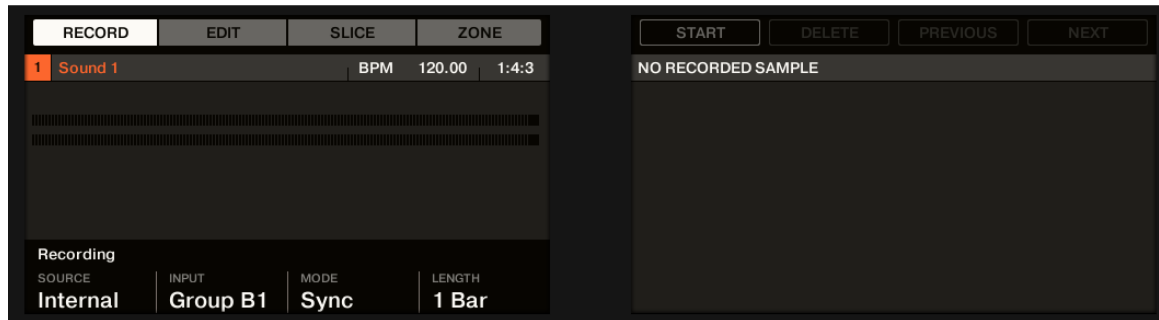 RECORD EDIT SLICE ZONE
1 Sound 1 BPM 120.00 1:4:3
Recording
SOURCE INPUT MODE LENGTH
Internal Group B1 Sync 1 Bar
START DELETE PREVIOUS NEXT
NO RECORDED SAMPLE